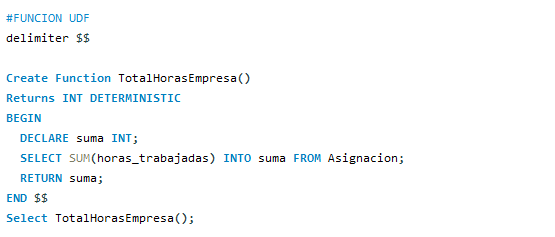 #FUNCION UDF
delimiter $$
Create Function TotalHorasEmpresa()
Returns INT DETERMINISTIC
BEGIN
DECLARE suma INT;
SELECT SUM(horas_trabajadas) INTO suma FROM Asignacion;
RETURN suma;
END $$
Select TotalHorasEmpresa();